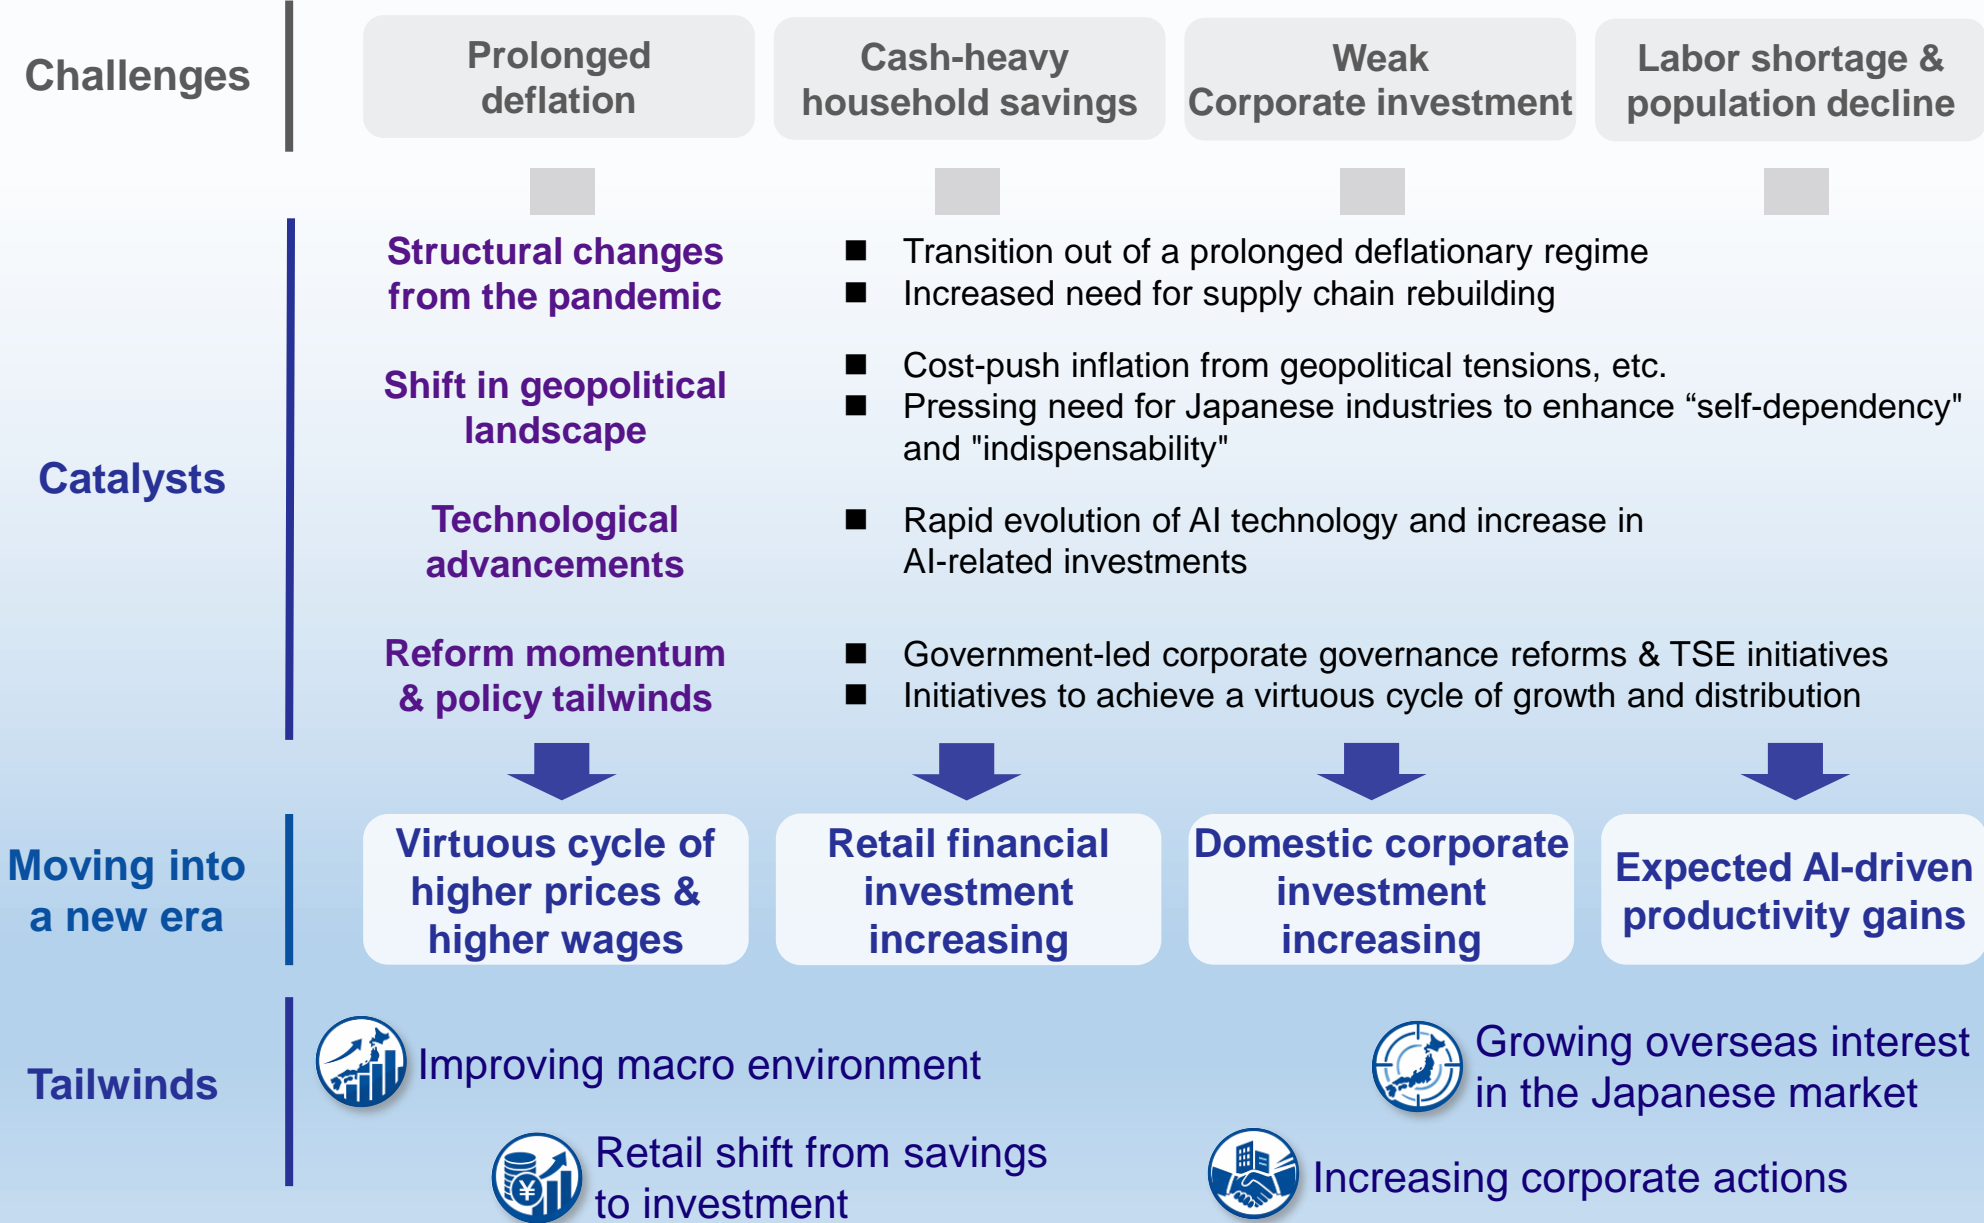 Challenges
Prolonged
deflation
Cash-heavy
household savings
Weak
Corporate investment
Labor shortage &
population decline
Catalysts
Structural changes
from the pandemic
■ Transition out of a prolonged deflationary regime
■ Increased need for supply chain rebuilding
Shift in geopolitical
landscape
■ Cost-push inflation from geopolitical tensions, etc.
■ Pressing need for Japanese industries to enhance “self-dependency"
and "indispensability"
Technological
advancements
■ Rapid evolution of AI technology and increase in
AI-related investments
Reform momentum
& policy tailwinds
■ Government-led corporate governance reforms & TSE initiatives
■ Initiatives to achieve a virtuous cycle of growth and distribution
Moving into
a new era
Virtuous cycle of
higher prices &
higher wages
Retail financial
investment
increasing
Domestic corporate
investment
increasing
Expected AI-driven
productivity gains
Tailwinds
Improving macro environment
Growing overseas interest
in the Japanese market
¥
Retail shift from savings
to investment
Increasing corporate actions